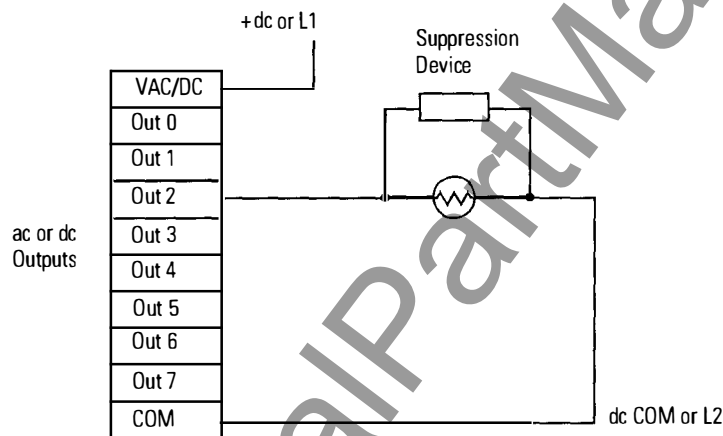 +dc or L1
Suppression
Device
VAC/DC
Out 0
Out 1
Out 2
Out 3
Out 4
Out 5
Out 6
Out 7
COM
ac or dc
Outputs
dc COM or L2
alPartMa